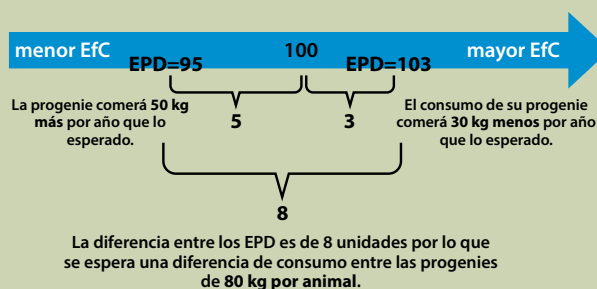 menor EfC
EPD=95
100
EPD=103
mayor EfC
La progenie comerá 50 kg
más por año que lo
esperado.
5
3
El consumo de su progenie
comerá 30 kg menos por año
que lo esperado.
8
La diferencia entre los EPD es de 8 unidades por lo que
se espera una diferencia de consumo entre las progenies
de 80 kg por animal.